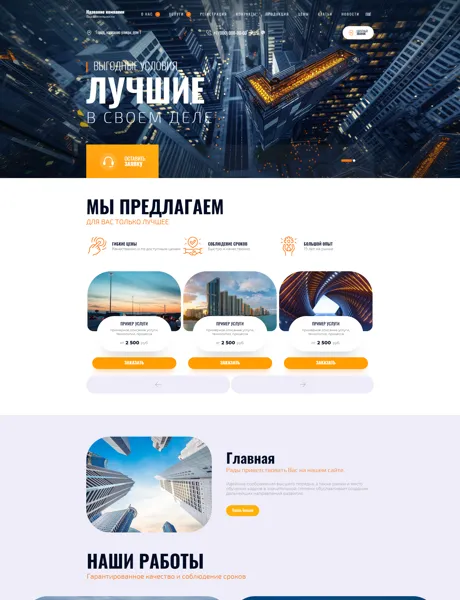 Название компании
О НАС
УСЛУГИ
РЕГИСТРАЦИЯ
КОНТАКТЫ
ПРОДУКЦИЯ
ЦЕНЫ
СТАТЬИ
НОВОСТИ
ВЫГОДНЫЕ УСЛОВИЯ
ЛУЧШИЕ
В СВОЕМ ДЕЛЕ
ОСТАВИТЬ
ЗАЯВКУ
МЫ ПРЕДЛАГАЕМ
ДЛЯ ВАС ТОЛЬКО ЛУЧШЕЕ
ГИБКИЕ ЦЕНЫ
СОБЛЮДЕНИЕ СРОКОВ
БОЛЬШОЙ ОПЫТ
ПРИМЕР УСЛУГИ
от 2 500 руб
ЗАКАЗАТЬ
ПРИМЕР УСЛУГИ
от 2 500 руб
ЗАКАЗАТЬ
ПРИМЕР УСЛУГИ
от 2 500 руб
ЗАКАЗАТЬ
Главная
Рады приветствовать Вас на нашем сайте
НАШИ РАБОТЫ
Гарантированное качество и соблюдение сроков